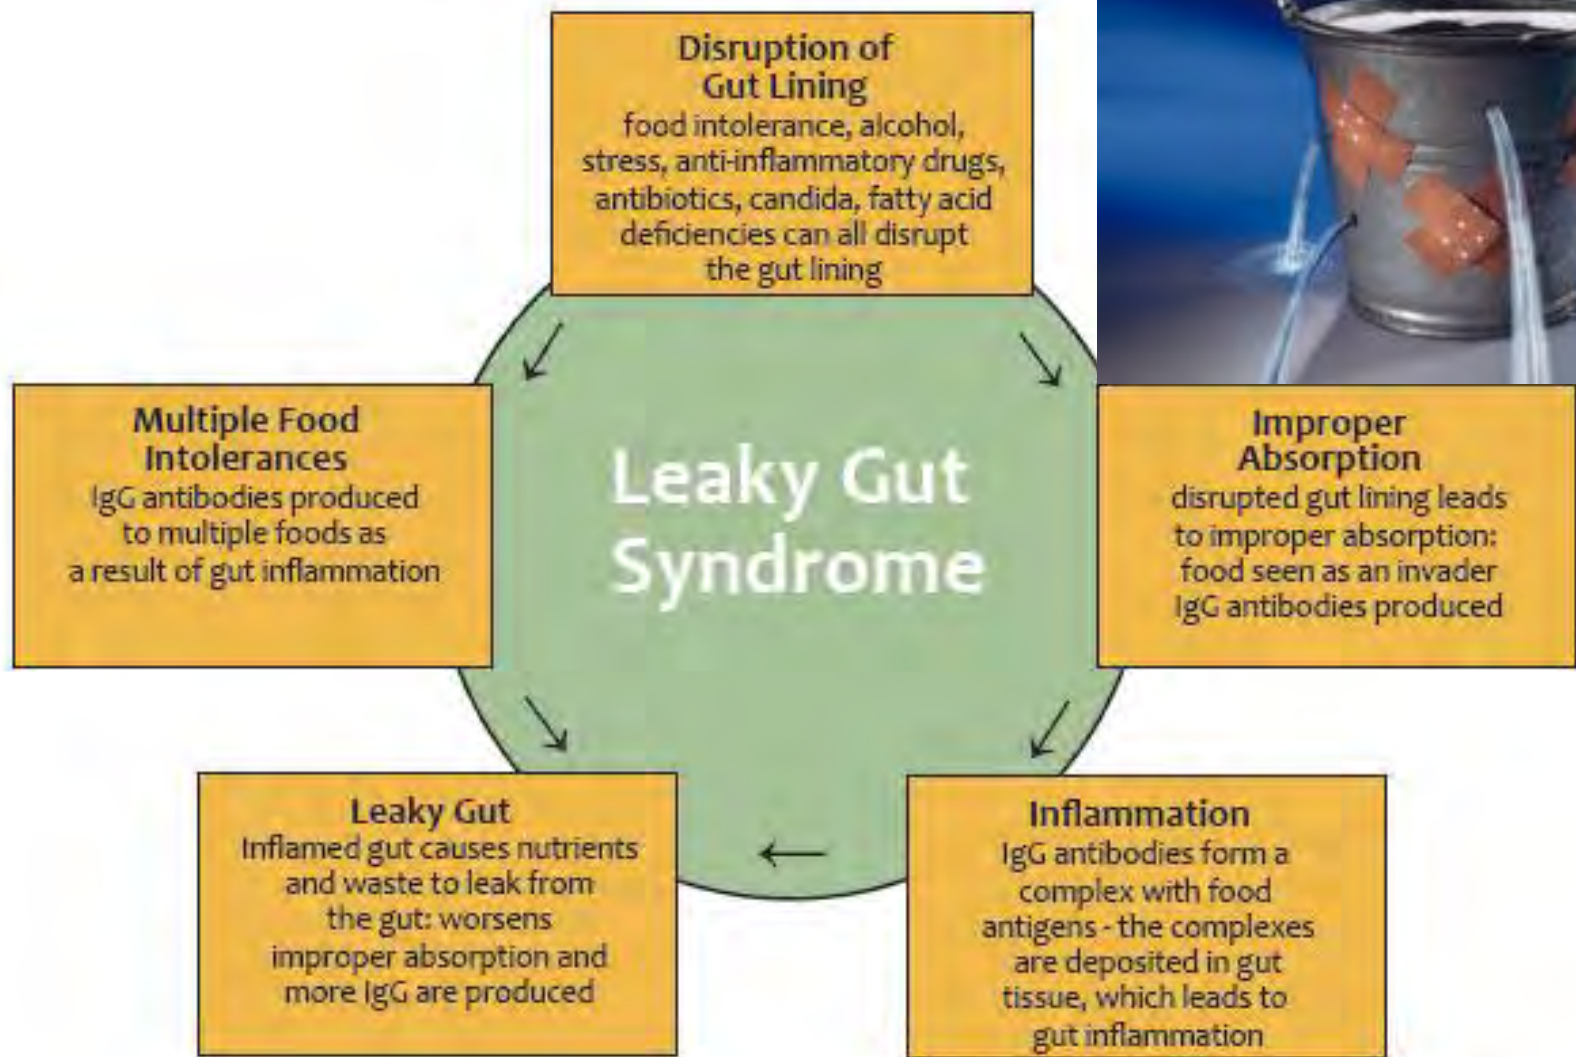 Disruption of
Gut Lining
food intolerance, alcohol,
stress, anti-inflammatory drugs,
antibiotics, candida, fatty acid
deficiencies can all disrupt
the gut lining
Multiple Food
Intolerances
IgG antibodies produced
to multiple foods as
a result of gut inflammation
Leaky Gut
Syndrome
Improper
Absorption
disrupted gut lining leads
to improper absorption:
food seen as an invader
IgG antibodies produced
Leaky Gut
Inflamed gut causes nutrients
and waste to leak from
the gut: worsens
improper absorption and
more IgG are produced
Inflammation
IgG antibodies form a
complex with food
antigens - the complexes
are deposited in gut
tissue, which leads to
gut inflammation